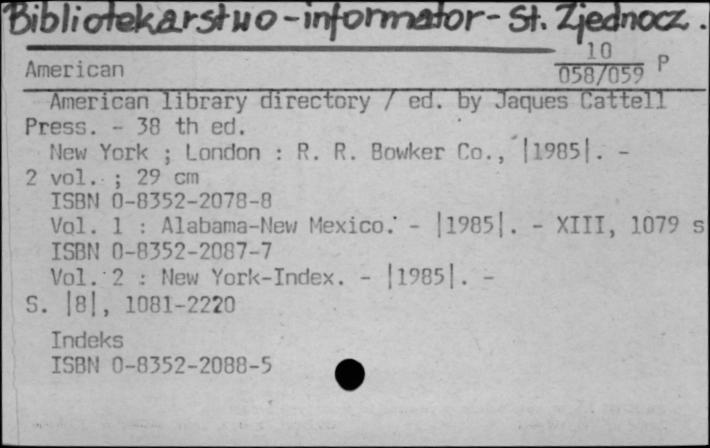 Bibliotekarstwo-informator-St. Zjednocz.
10
American
058/059 P
American library directory / ed. by Jaques Cattell
Press. - 38 th ed.
New York ; London : R. R. Bowker Co., |1985|. -
2 vol. ; 29 cm
ISBN 0-8352-2078-8
Vol. 1 : Alabama-New Mexico. - |1985|. - XIII, 1079 s
ISBN 0-8352-2087-7
Vol. 2 : New York-Index. - |1985|. -
S. |8|, 1081-2220
Indeks
ISBN 0-8352-2088-5